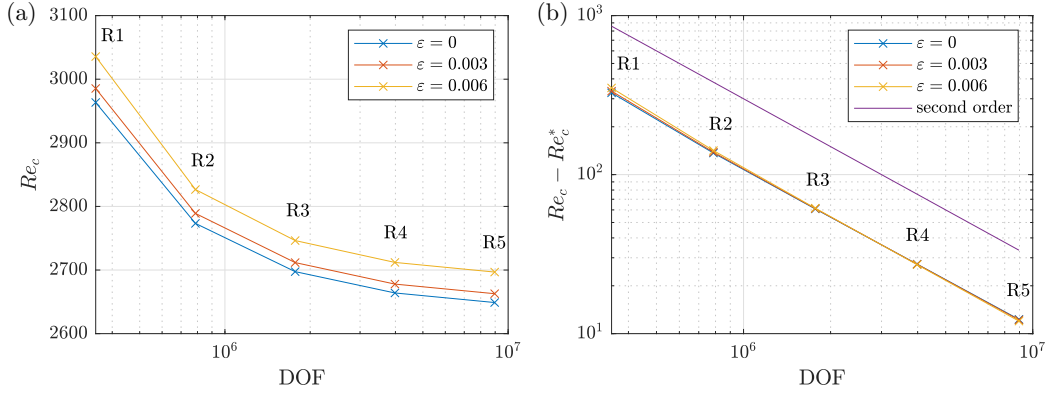 (a)
3100
3000
2900
2800
2700
2600
Re_c
R1
R2
R3
R4
R5
ε = 0
ε = 0.003
ε = 0.006
10^6
10^7
DOF
(b)
10^3
10^2
10^1
Re_c − Re_c^*
R1
R2
R3
R4
R5
ε = 0
ε = 0.003
ε = 0.006
second order
10^6
10^7
DOF